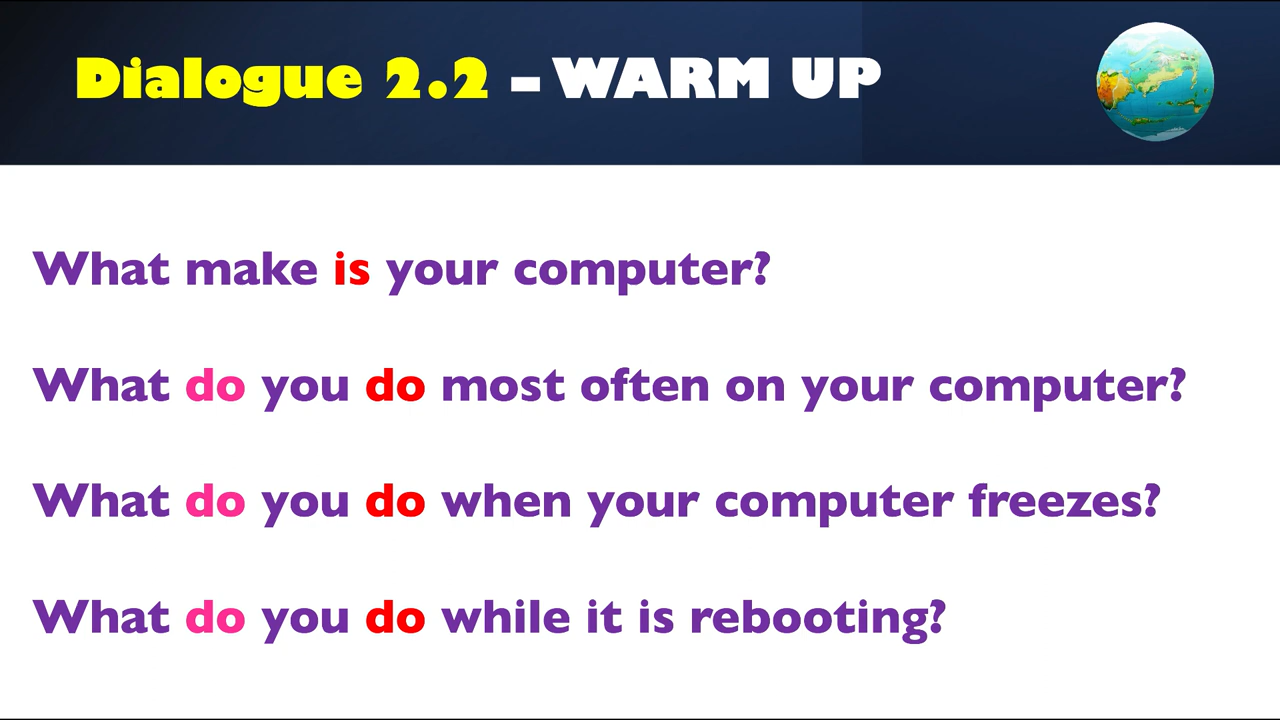 Dialogue 2.2 – WARM UP
What make is your computer?
What do you do most often on your computer?
What do you do when your computer freezes?
What do you do while it is rebooting?